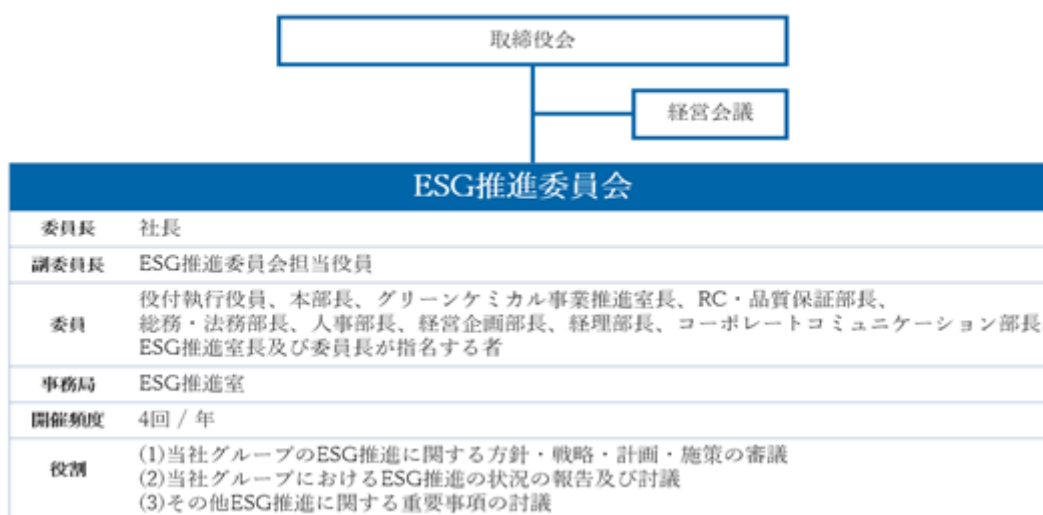 取締役会
経営会議
ESG推進委員会
委員長 社長
副委員長 ESG推進委員会担当役員
委員 役付執行役員、本部長、グリーンケミカル事業推進室長、RC・品質保証部長、
総務・法務部長、人事部長、経営企画部長、経理部長、コーポレートコミュニケーション部長、
ESG推進室長及び委員長が指名する者
事務局 ESG推進室
開催頻度 4回 / 年
役割 (1)当社グループのESG推進に関する方針・戦略・計画・施策の審議
(2)当社グループにおけるESG推進の状況の報告及び討議
(3)その他ESG推進に関する重要事項の討議